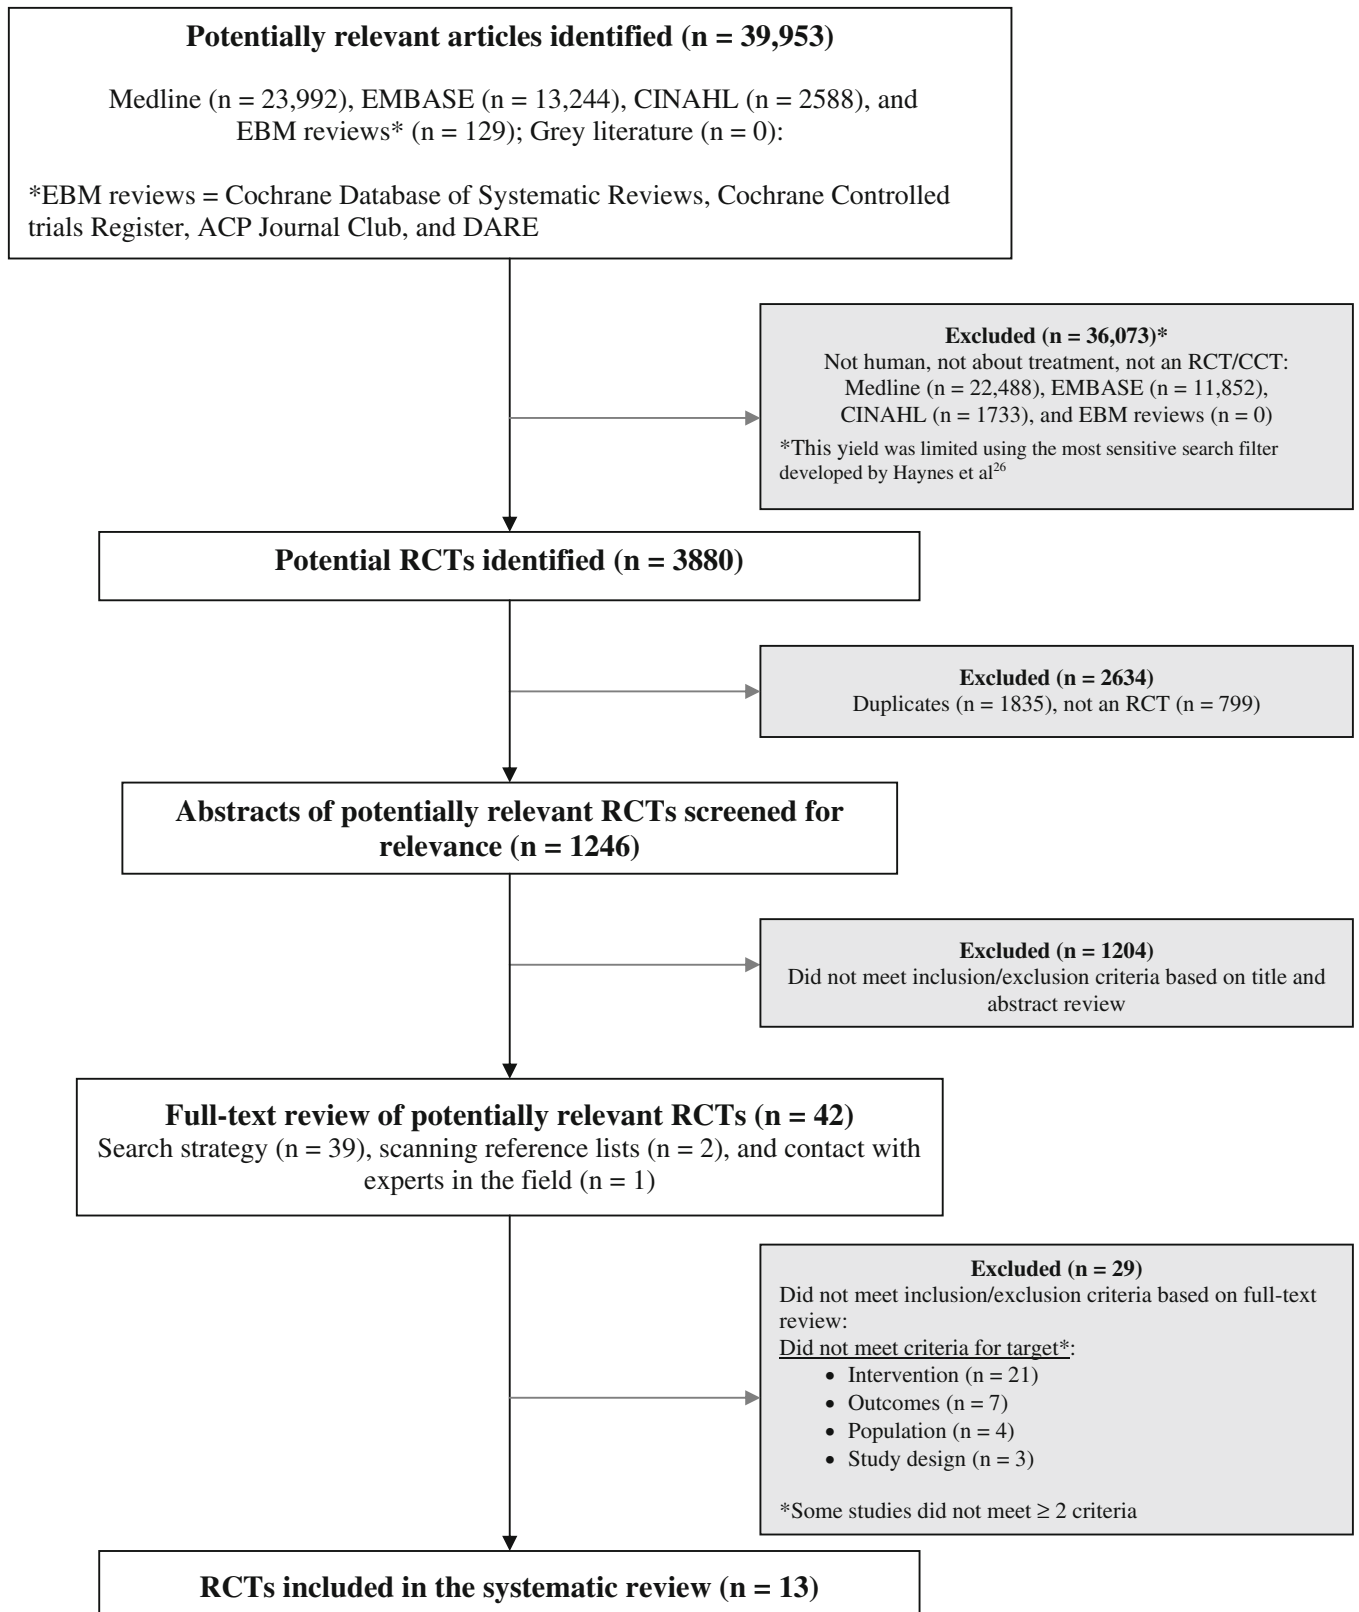 Potentially relevant articles identified (n = 39,953)
Medline (n = 23,992), EMBASE (n = 13,244), CINAHL (n = 2588), and
EBM reviews* (n = 129); Grey literature (n = 0):
*EBM reviews = Cochrane Database of Systematic Reviews, Cochrane Controlled
trials Register, ACP Journal Club, and DARE
Excluded (n = 36,073)*
Not human, not about treatment, not an RCT/CCT:
Medline (n = 22,488), EMBASE (n = 11,852),
CINAHL (n = 1733), and EBM reviews (n = 0)
*This yield was limited using the most sensitive search filter
developed by Haynes et al26
Potential RCTs identified (n = 3880)
Excluded (n = 2634)
Duplicates (n = 1835), not an RCT (n = 799)
Abstracts of potentially relevant RCTs screened for
relevance (n = 1246)
Excluded (n = 1204)
Did not meet inclusion/exclusion criteria based on title and
abstract review
Full-text review of potentially relevant RCTs (n = 42)
Search strategy (n = 39), scanning reference lists (n = 2), and contact with
experts in the field (n = 1)
Excluded (n = 29)
Did not meet inclusion/exclusion criteria based on full-text
review:
Did not meet criteria for target*:
• Intervention (n = 21)
• Outcomes (n = 7)
• Population (n = 4)
• Study design (n = 3)
*Some studies did not meet ≥ 2 criteria
RCTs included in the systematic review (n = 13)